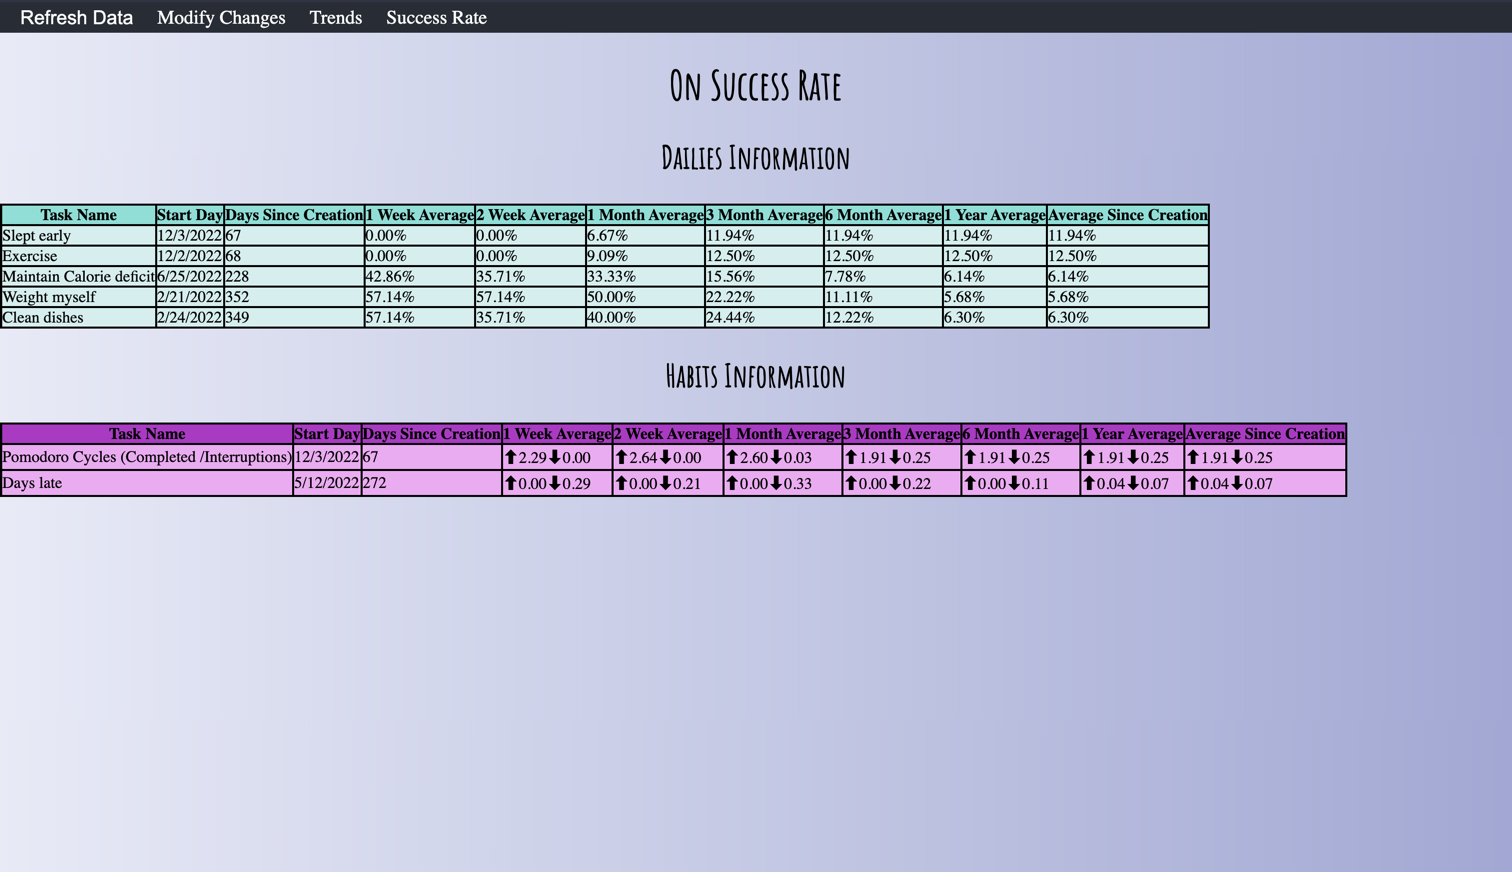 Refresh Data Modify Changes Trends Success Rate
On Success Rate
Dailies Information
Task Name Start Day Days Since Creation 1 Week Average 2 Week Average 1 Month Average 3 Month Average 6 Month Average 1 Year Average Average Since Creation
Slept early 12/3/2022 67 0.00% 0.00% 6.67% 11.94% 11.94% 11.94% 11.94%
Exercise 12/2/2022 68 0.00% 0.00% 9.09% 12.50% 12.50% 12.50% 12.50%
Maintain Calorie deficit 6/25/2022 228 42.86% 35.71% 33.33% 15.56% 7.78% 6.14% 6.14%
Weight myself 2/21/2022 352 57.14% 57.14% 50.00% 22.22% 11.11% 5.68% 5.68%
Clean dishes 2/24/2022 349 57.14% 35.71% 40.00% 24.44% 12.22% 6.30% 6.30%
Habits Information
Task Name Start Day Days Since Creation 1 Week Average 2 Week Average 1 Month Average 3 Month Average 6 Month Average 1 Year Average Average Since Creation
Pomodoro Cycles (Completed /Interruptions) 12/3/2022 67 ⬆2.29⬇0.00 ⬆2.64⬇0.00 ⬆2.60⬇0.03 ⬆1.91⬇0.25 ⬆1.91⬇0.25 ⬆1.91⬇0.25 ⬆1.91⬇0.25
Days late 5/12/2022 272 ⬆0.00⬇0.29 ⬆0.00⬇0.21 ⬆0.00⬇0.33 ⬆0.00⬇0.22 ⬆0.00⬇0.11 ⬆0.04⬇0.07 ⬆0.04⬇0.07